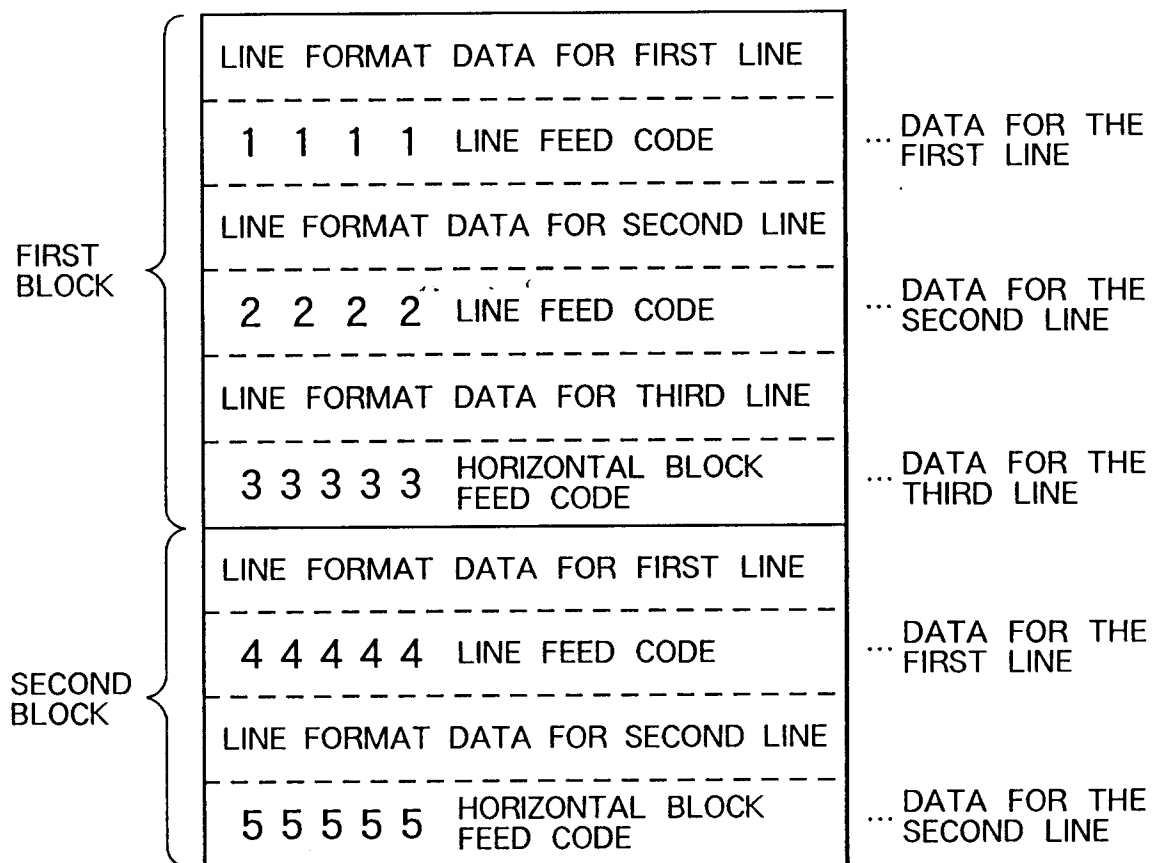 LINE FORMAT DATA FOR FIRST LINE
1 1 1 1 LINE FEED CODE
... DATA FOR THE
FIRST LINE
LINE FORMAT DATA FOR SECOND LINE
FIRST
BLOCK
2 2 2 2 LINE FEED CODE
... DATA FOR THE
SECOND LINE
LINE FORMAT DATA FOR THIRD LINE
3 3 3 3 3 HORIZONTAL BLOCK
FEED CODE
... DATA FOR THE
THIRD LINE
LINE FORMAT DATA FOR FIRST LINE
4 4 4 4 4 LINE FEED CODE
... DATA FOR THE
FIRST LINE
SECOND
BLOCK
LINE FORMAT DATA FOR SECOND LINE
5 5 5 5 5 HORIZONTAL BLOCK
FEED CODE
... DATA FOR THE
SECOND LINE